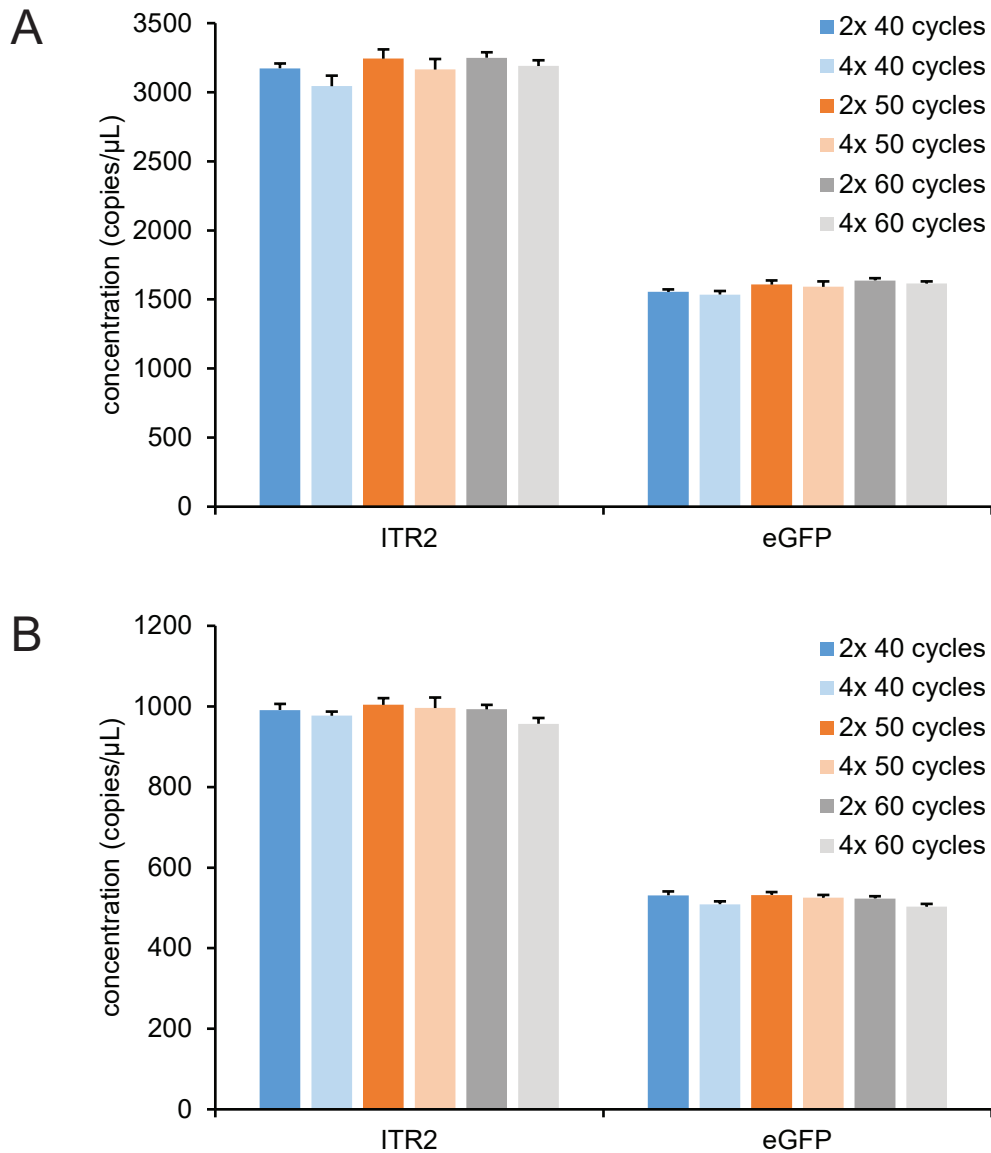 A
concentration (copies/µL)
3500
3000
2500
2000
1500
1000
500
0
ITR2
eGFP
2x 40 cycles
4x 40 cycles
2x 50 cycles
4x 50 cycles
2x 60 cycles
4x 60 cycles
B
concentration (copies/µL)
1200
1000
800
600
400
200
0
ITR2
eGFP
2x 40 cycles
4x 40 cycles
2x 50 cycles
4x 50 cycles
2x 60 cycles
4x 60 cycles